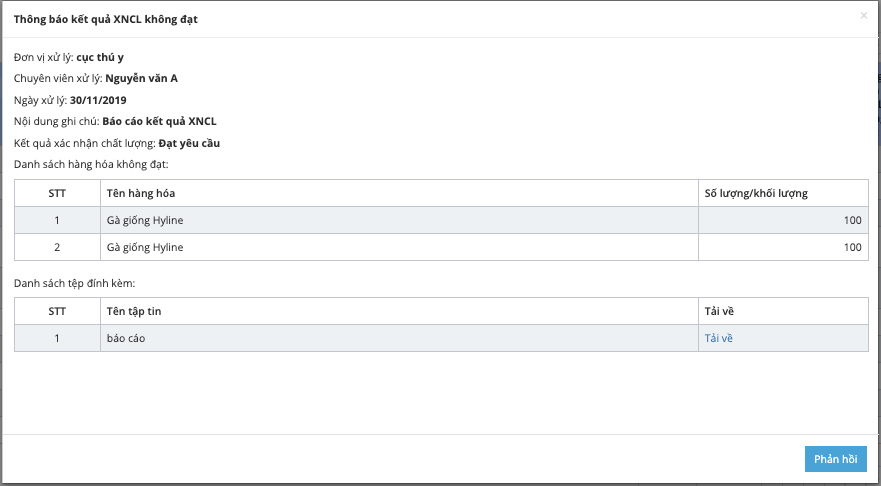 Thông báo kết quả XNCL không đạt
×
Đơn vị xử lý: cục thú y
Chuyên viên xử lý: Nguyễn văn A
Ngày xử lý: 30/11/2019
Nội dung ghi chú: Báo cáo kết quả XNCL
Kết quả xác nhận chất lượng: Đạt yêu cầu
Danh sách hàng hóa không đạt:
STT Tên hàng hóa Số lượng/khối lượng
1 Gà giống Hyline 100
2 Gà giống Hyline 100
Danh sách tệp đính kèm:
STT Tên tập tin Tải về
1 báo cáo Tải về
Phản hồi